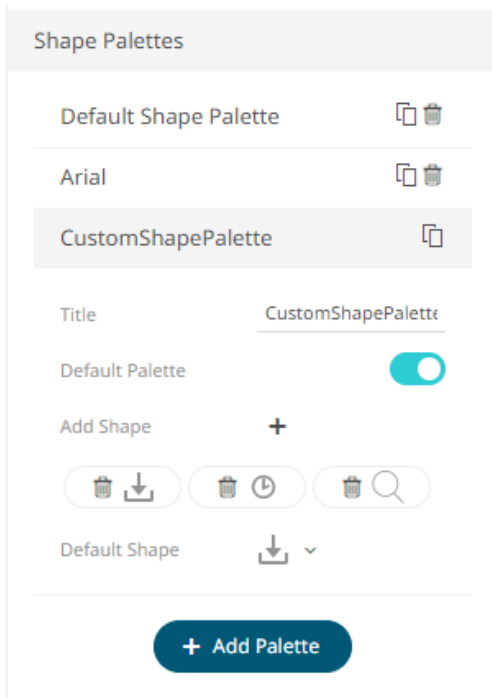 Shape Palettes
Default Shape Palette
Arial
CustomShapePalette
Title CustomShapePalette
Default Palette
Add Shape +
Default Shape
+ Add Palette